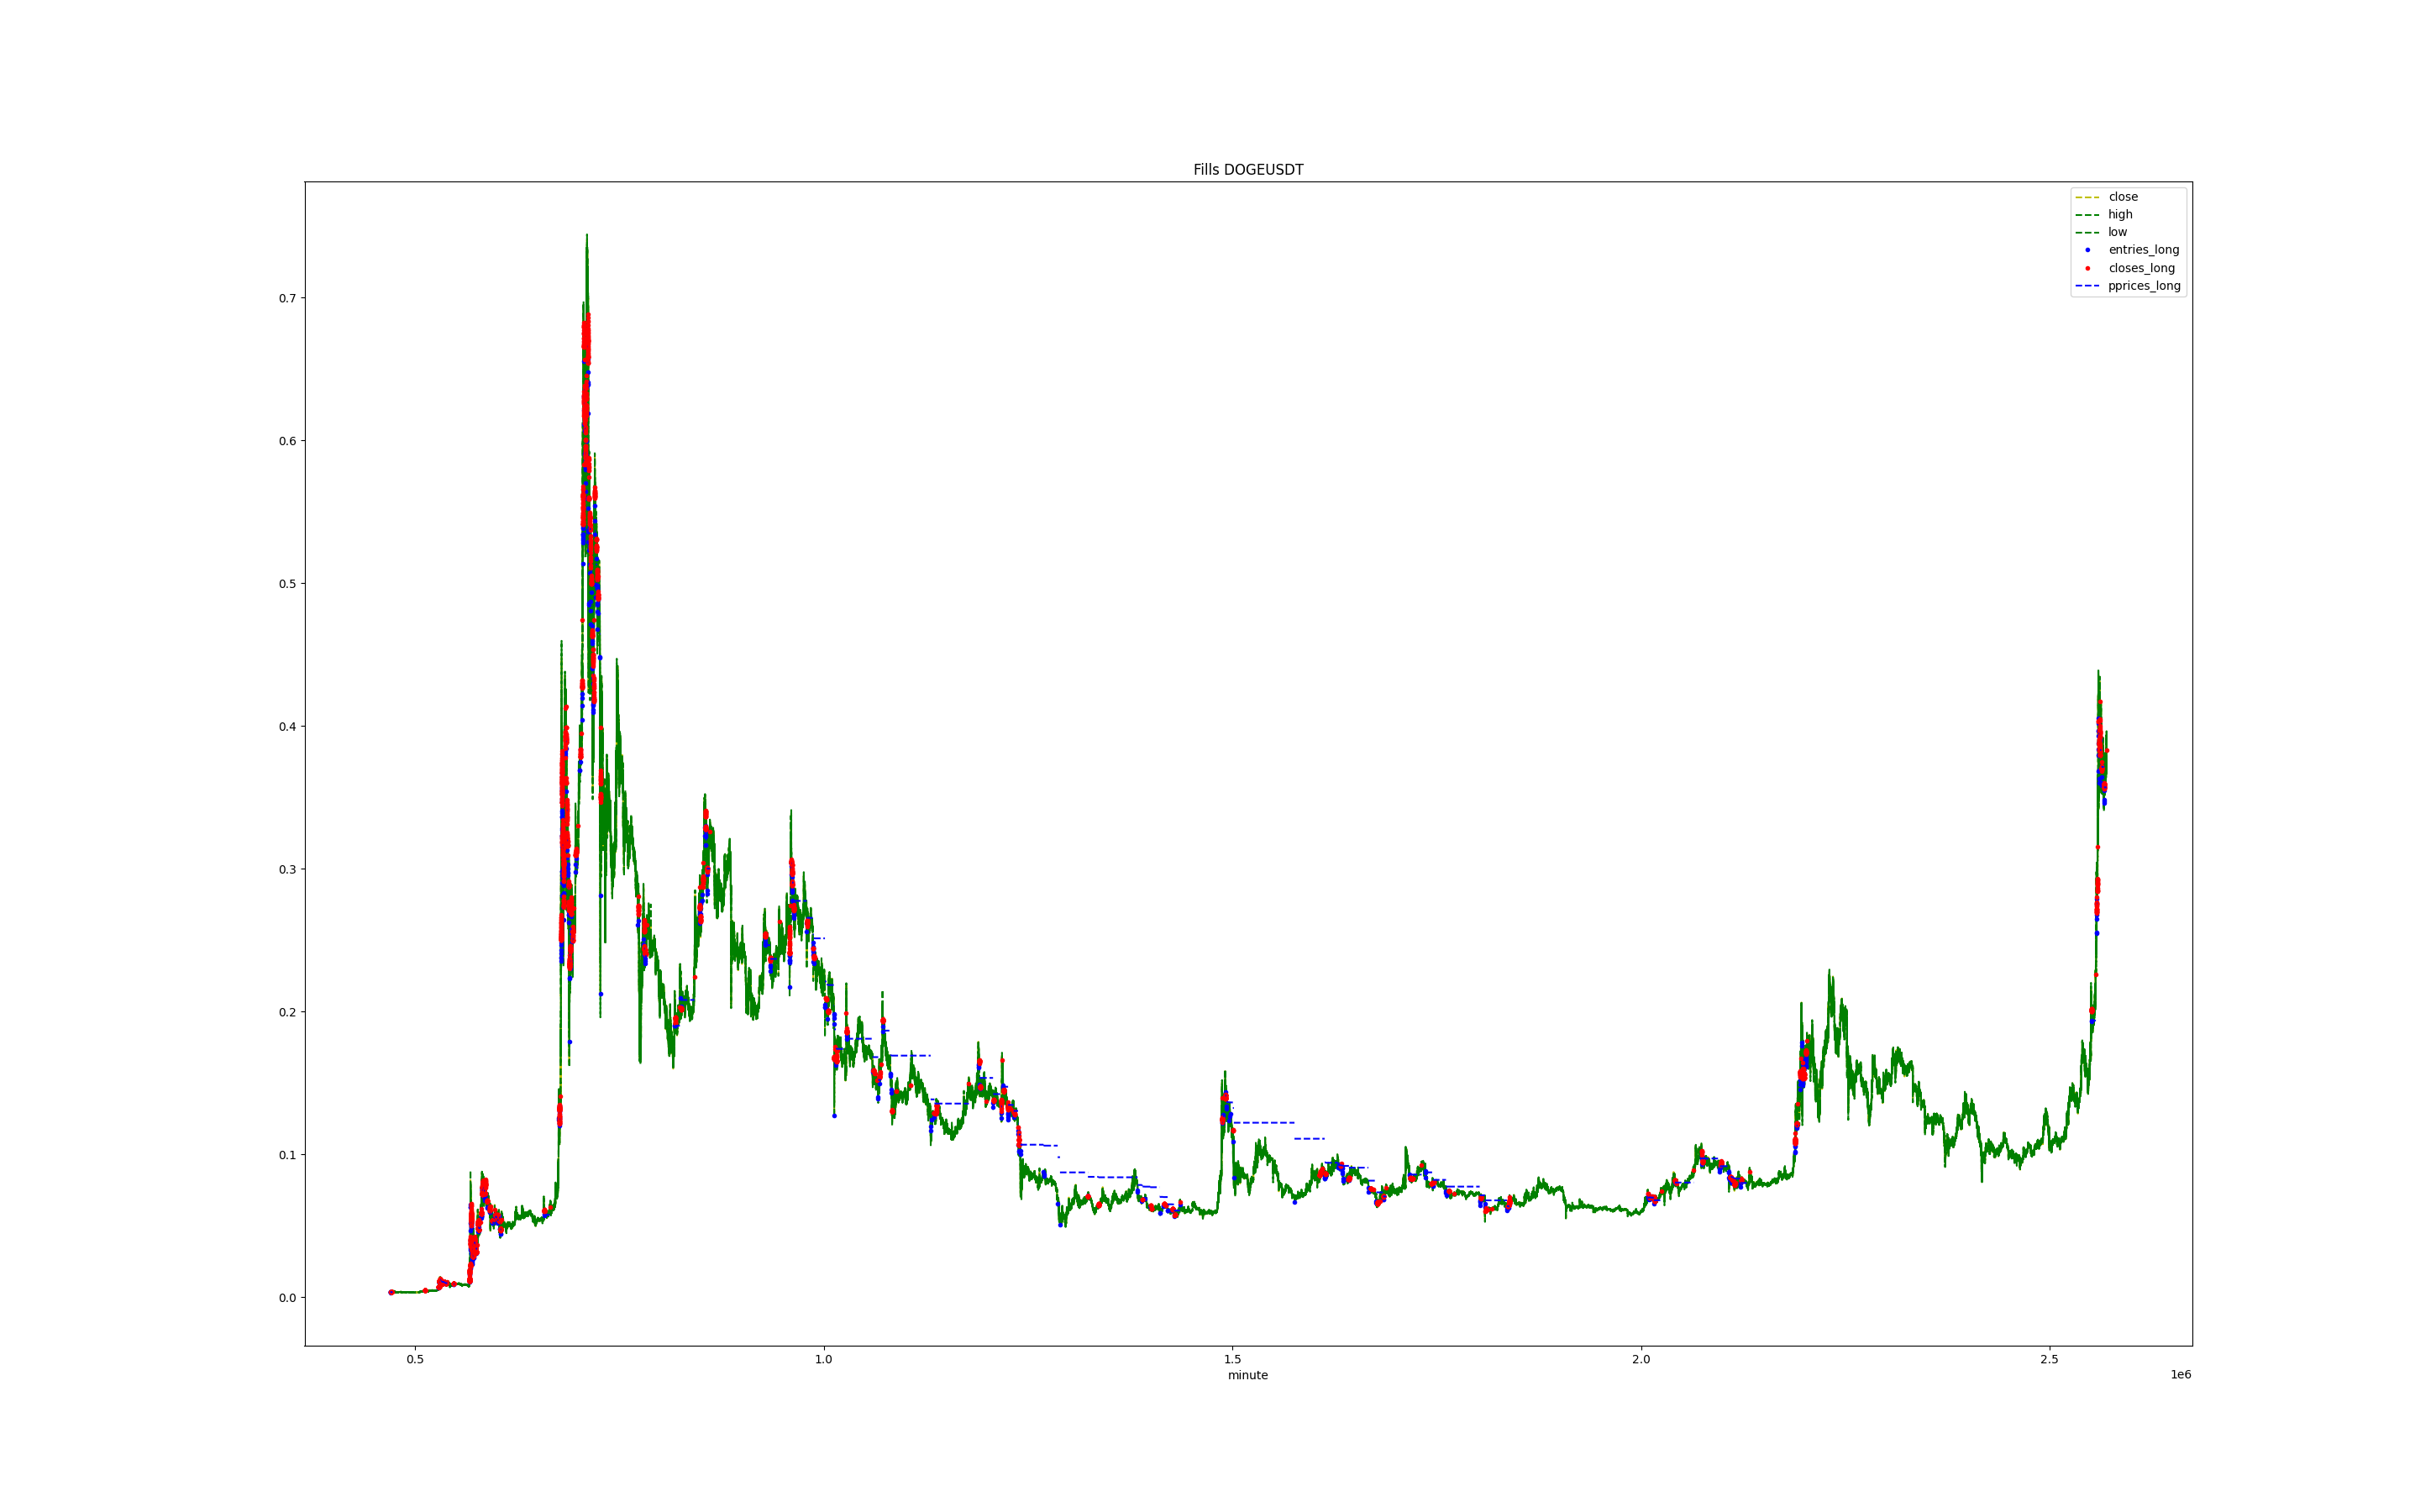 Fills DOGEUSDT
close
high
low
entries_long
closes_long
pprices_long
0.7
0.6
0.5
0.4
0.3
0.2
0.1
0.0
0.5 1.0 1.5 2.0 2.5
minute
1e6